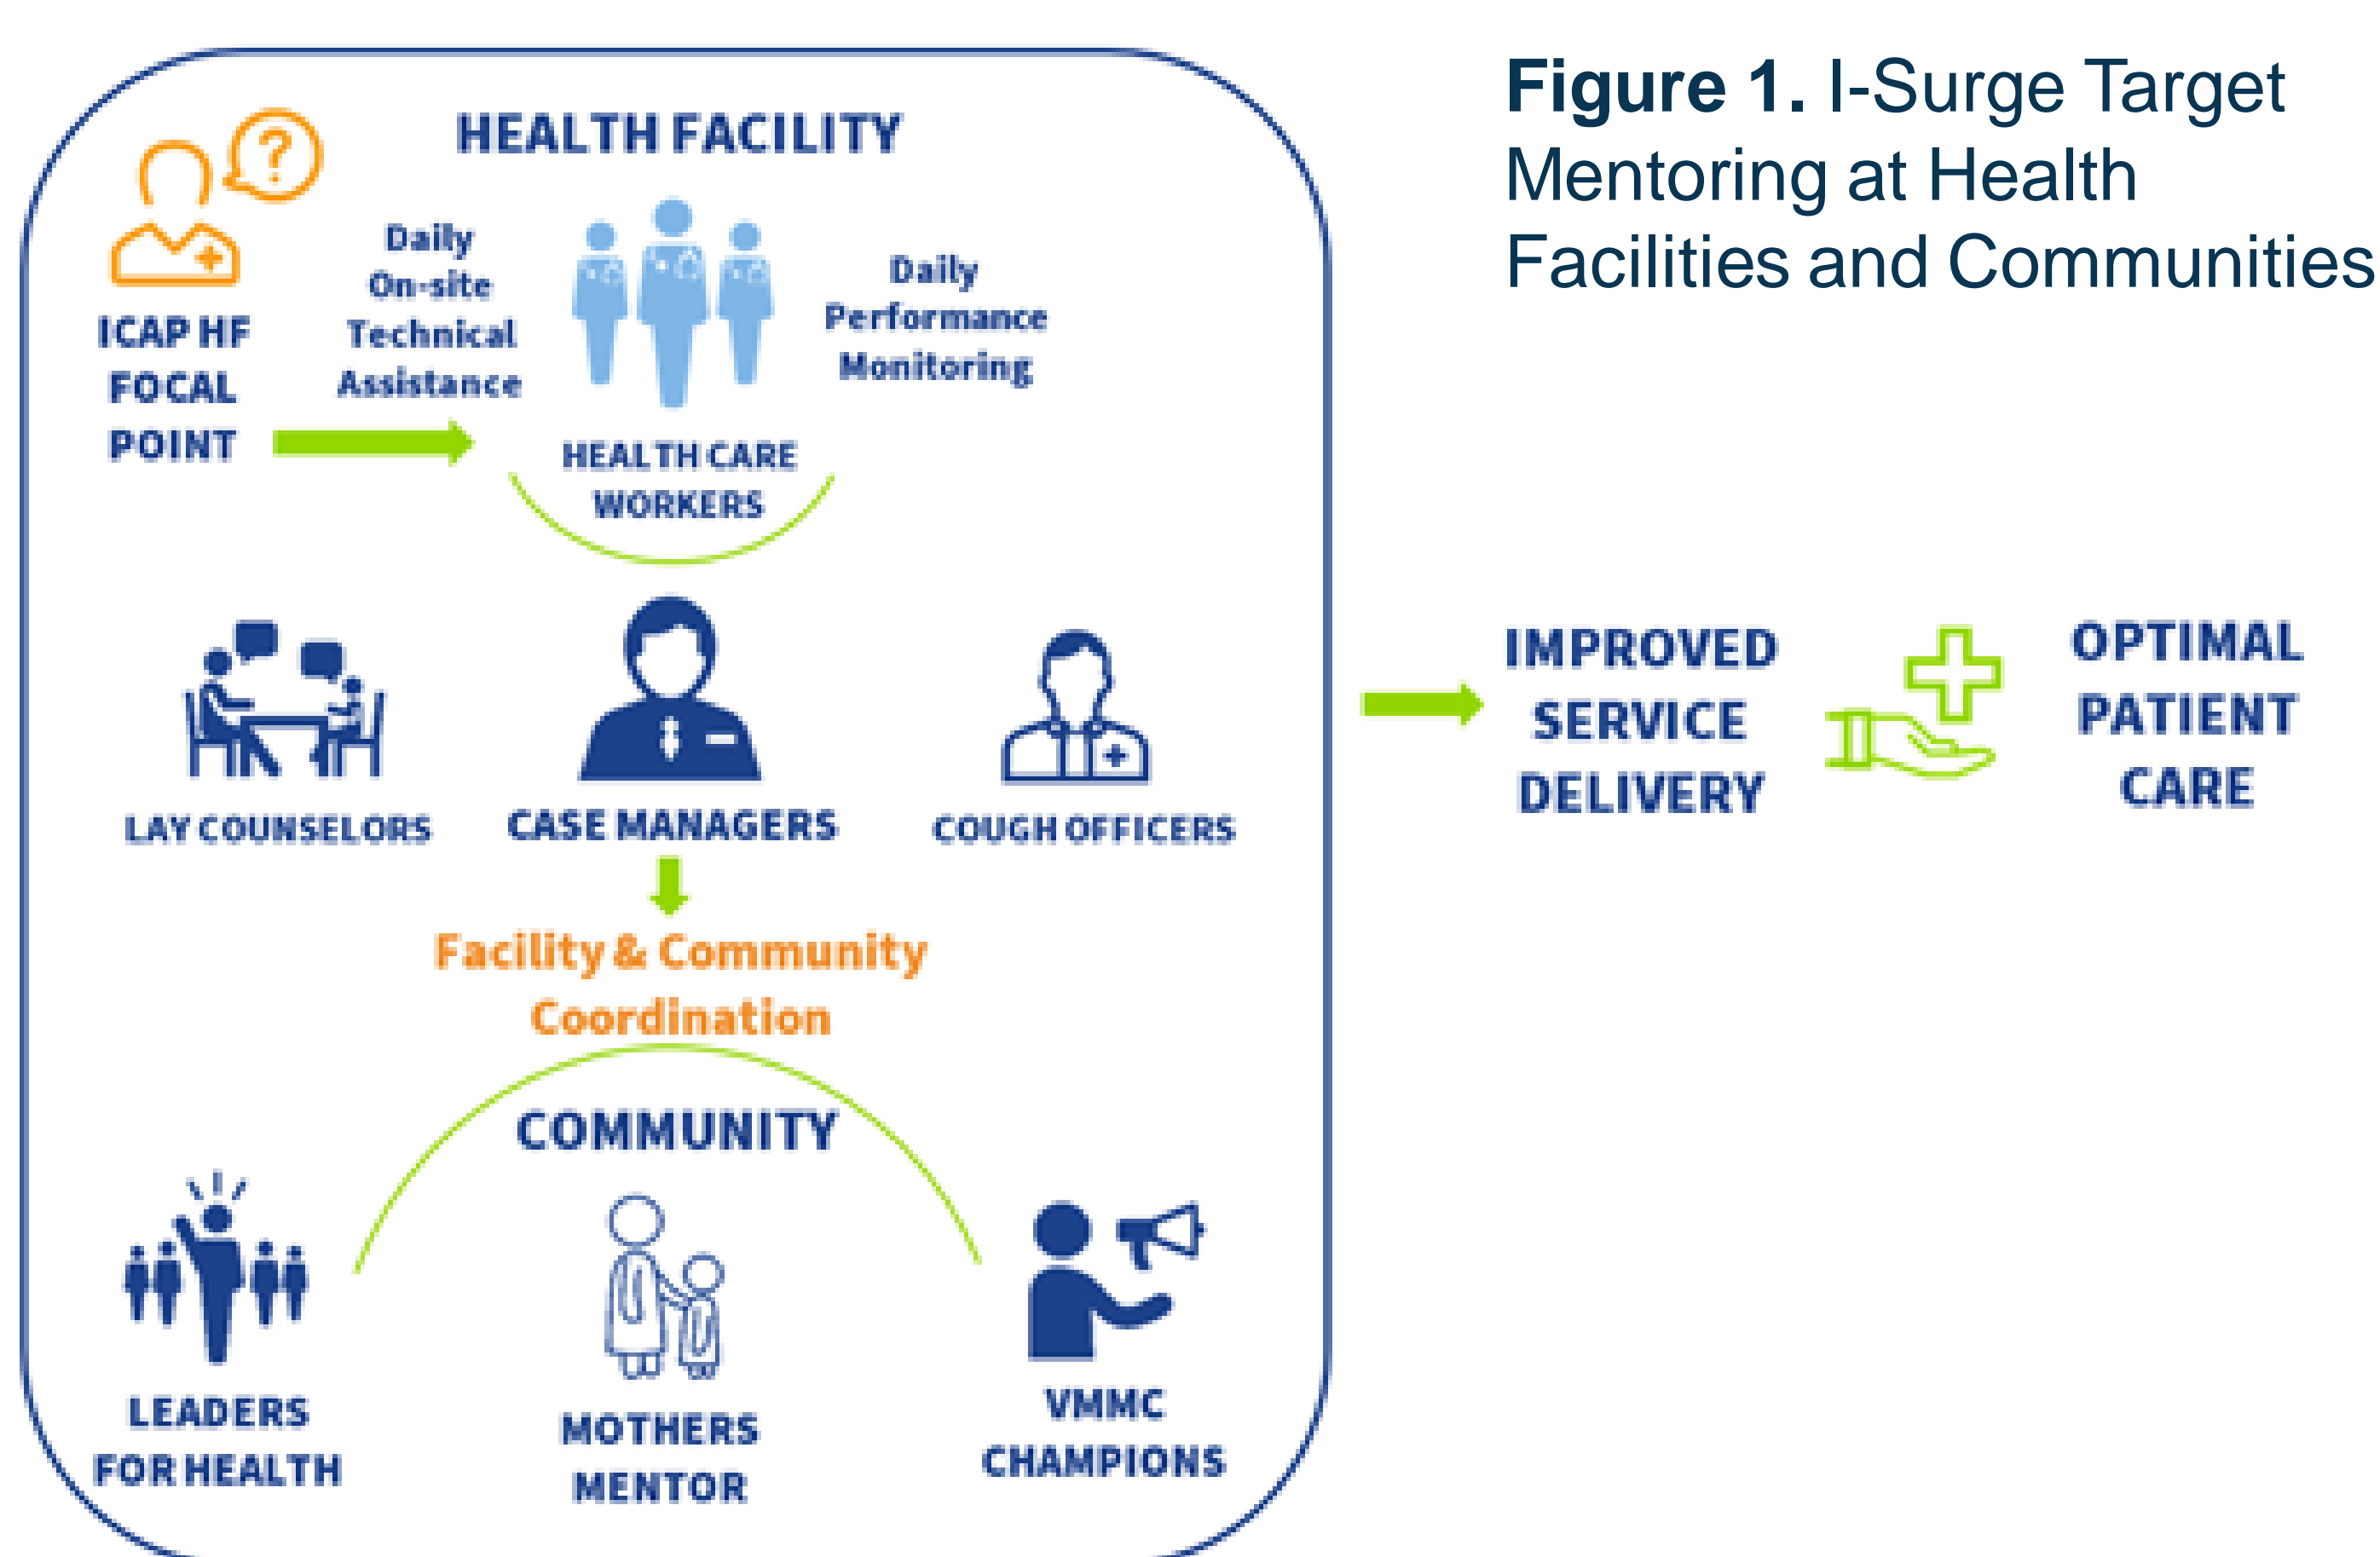 Figure 1. I-Surge Target
Mentoring at Health
Facilities and Communities
HEALTH FACILITY
ICAP HF
FOCAL
POINT
Daily
On-site
Technical
Assistance
HEALTH CARE
WORKERS
Daily
Performance
Monitoring
LAY COUNSELORS
CASE MANAGERS
COUGH OFFICERS
Facility & Community
Coordination
COMMUNITY
LEADERS
FOR HEALTH
MOTHERS
MENTOR
VMMC
CHAMPIONS
IMPROVED
SERVICE
DELIVERY
OPTIMAL
PATIENT
CARE